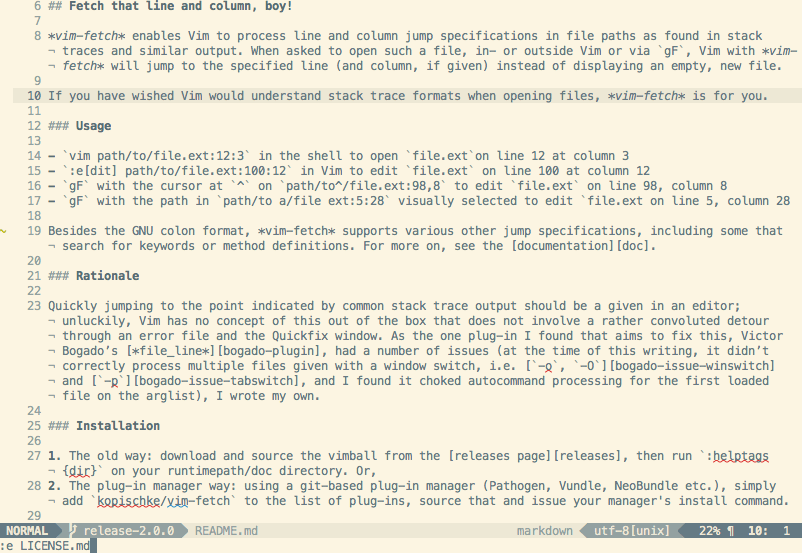 6 ## Fetch that line and column, boy!
7
8 *vim-fetch* enables Vim to process line and column jump specifications in file paths as found in stack
¬ traces and similar output. When asked to open such a file, in- or outside Vim or via `gF`, Vim with *vim-
¬ fetch* will jump to the specified line (and column, if given) instead of displaying an empty, new file.
9
10 If you have wished Vim would understand stack trace formats when opening files, *vim-fetch* is for you.
11
12 ### Usage
13
14 - `vim path/to/file.ext:12:3` in the shell to open `file.ext`on line 12 at column 3
15 - `:e[dit] path/to/file.ext:100:12` in Vim to edit `file.ext` on line 100 at column 12
16 - `gF` with the cursor at `^` on `path/to^/file.ext:98,8` to edit `file.ext` on line 98, column 8
17 - `gF` with the path in `path/to a/file ext:5:28` visually selected to edit `file.ext on line 5, column 28
18
~ 19 Besides the GNU colon format, *vim-fetch* supports various other jump specifications, including some that
¬ search for keywords or method definitions. For more on, see the [documentation][doc].
20
21 ### Rationale
22
23 Quickly jumping to the point indicated by common stack trace output should be a given in an editor;
¬ unluckily, Vim has no concept of this out of the box that does not involve a rather convoluted detour
¬ through an error file and the Quickfix window. As the one plug-in I found that aims to fix this, Victor
¬ Bogado’s [*file_line*][bogado-plugin], had a number of issues (at the time of this writing, it didn’t
¬ correctly process multiple files given with a window switch, i.e. [`-o`, `-O`][bogado-issue-winswitch]
¬ and [`-p`][bogado-issue-tabswitch], and I found it choked autocommand processing for the first loaded
¬ file on the arglist), I wrote my own.
24
25 ### Installation
26
27 1. The old way: download and source the vimball from the [releases page][releases], then run `:helptags
¬ {dir}` on your runtimepath/doc directory. Or,
28 2. The plug-in manager way: using a git-based plug-in manager (Pathogen, Vundle, NeoBundle etc.), simply
¬ add `kopischke/vim-fetch` to the list of plug-ins, source that and issue your manager's install command.
29
NORMAL release-2.0.0 README.md markdown utf-8[unix] 22% ¶ 10: 1
:e LICENSE.md